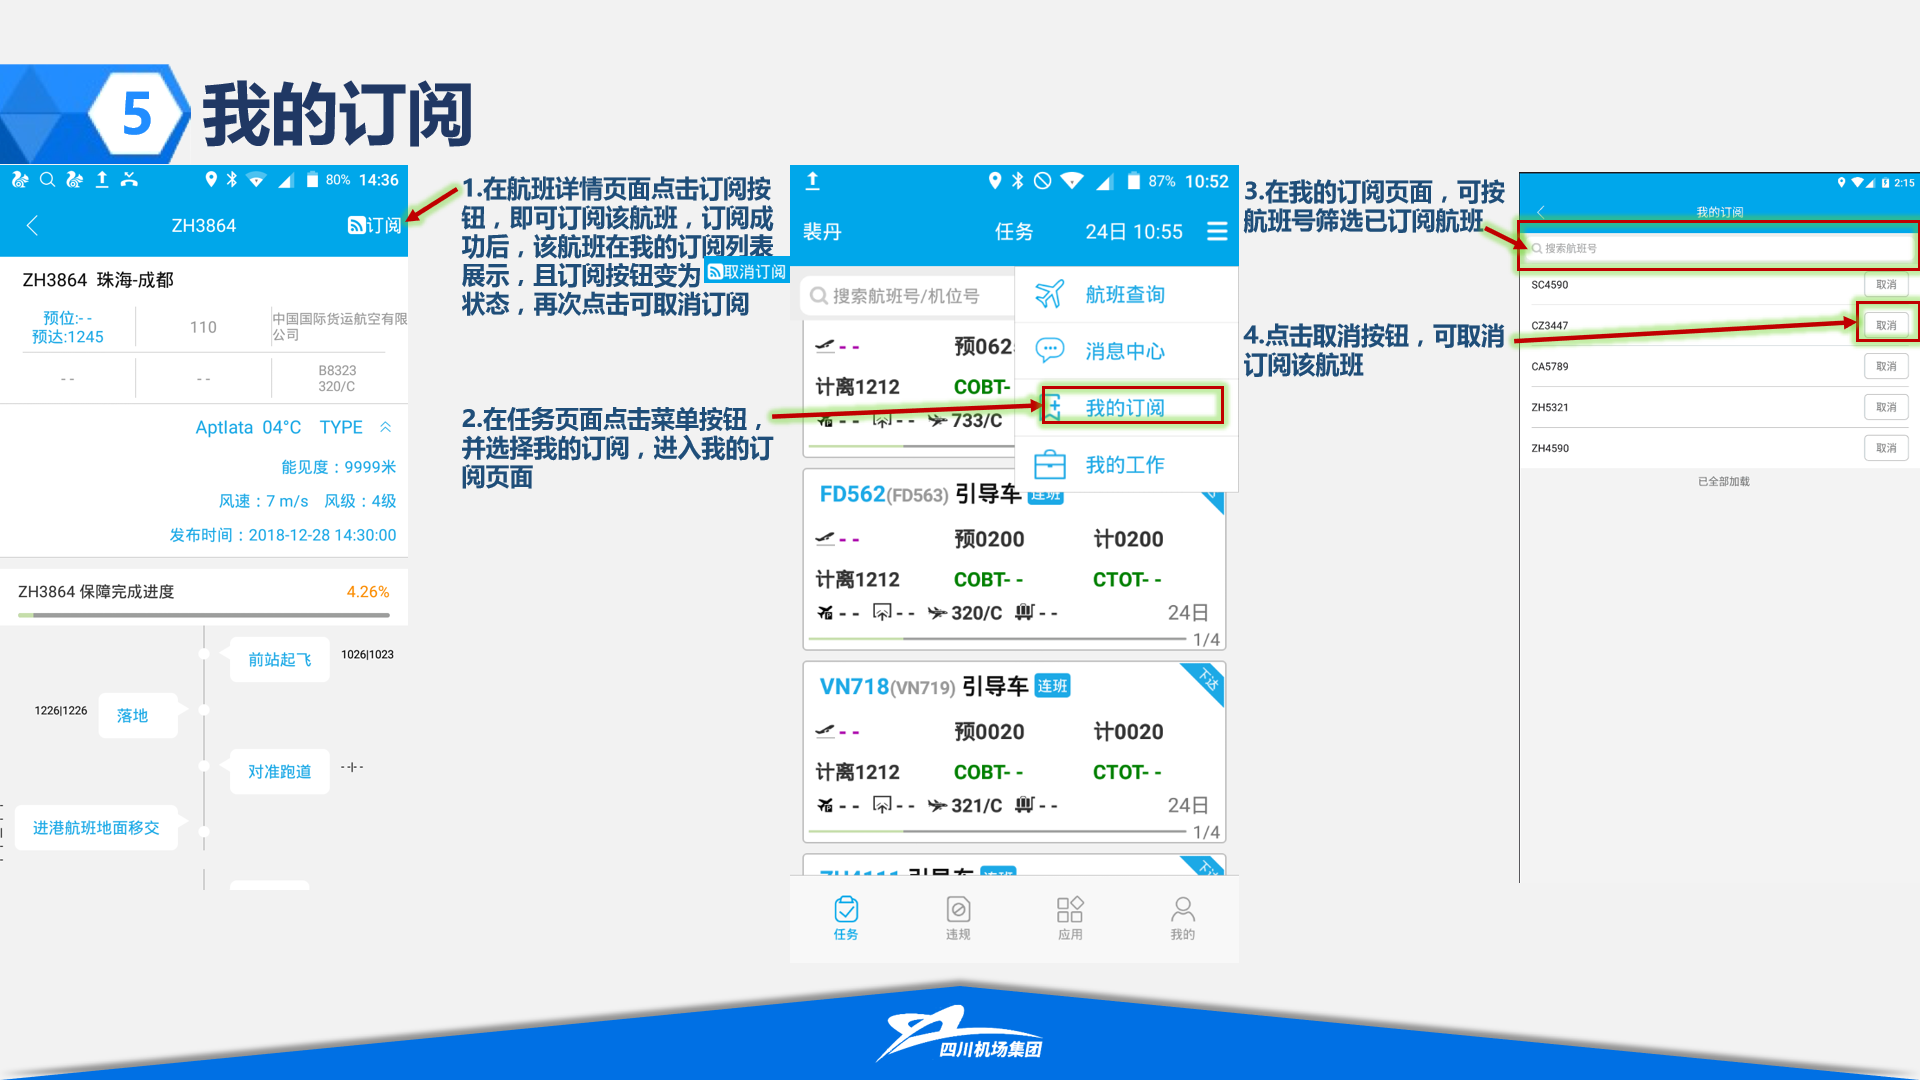 5 我的订阅
80% 14:36
ZH3864
订阅
ZH3864 珠海-成都
预位:- -
预达:1245
110
中国国际货运航空有限
公司
- -
- -
B8323
320/C
Aptlata 04°C TYPE
能见度：9999米
风速：7 m/s 风级：4级
发布时间：2018-12-28 14:30:00
ZH3864 保障完成进度
4.26%
前站起飞
1026|1023
1226|1226
落地
对准跑道
- -|- -
进港航班地面移交
1.在航班详情页面点击订阅按
钮，即可订阅该航班，订阅成
功后，该航班在我的订阅列表
展示，且订阅按钮变为
取消订阅
状态，再次点击可取消订阅
2.在任务页面点击菜单按钮，
并选择我的订阅，进入我的订
阅页面
87% 10:52
裴丹
任务
24日 10:55
搜索航班号/机位号
航班查询
消息中心
我的订阅
我的工作
- -
预062
计离1212
COBT-
- - - - 733/C
FD562(FD563) 引导车 连班
- -
预0200
计0200
计离1212
COBT- -
CTOT- -
- - - - 320/C - -
24日
1/4
VN718(VN719) 引导车 连班
下达
- -
预0020
计0020
计离1212
COBT- -
CTOT- -
- - - - 321/C - -
24日
1/4
ZH4111 引导车 连班
下达
任务
违规
应用
我的
3.在我的订阅页面，可按
航班号筛选已订阅航班
4.点击取消按钮，可取消
订阅该航班
2:15
我的订阅
搜索航班号
SC4590
取消
CZ3447
取消
CA5789
取消
ZH5321
取消
ZH4590
取消
已全部加载
四川机场集团